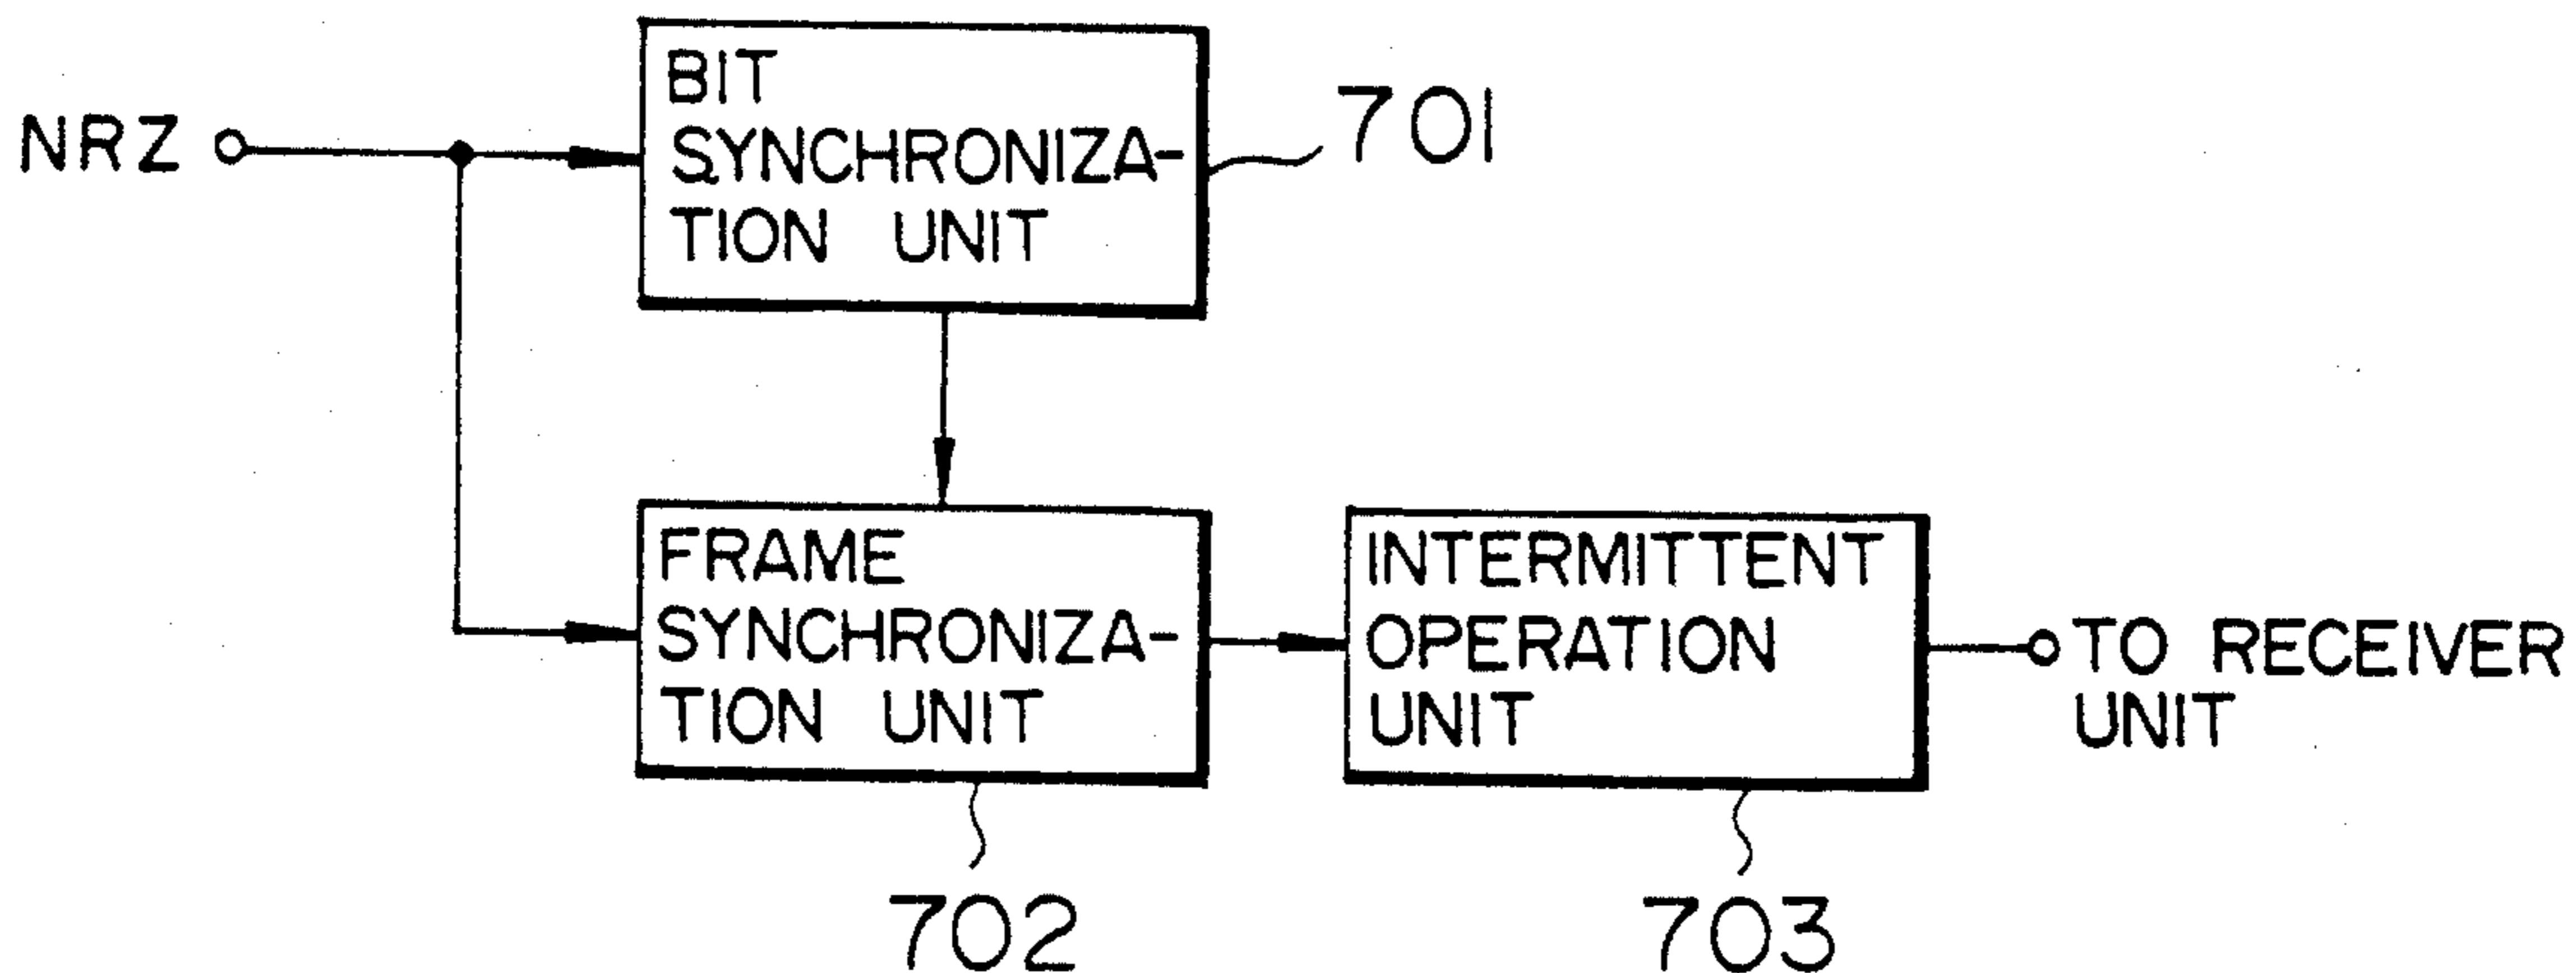 NRZ
BIT
SYNCHRONIZA-
TION UNIT
701
FRAME
SYNCHRONIZA-
TION UNIT
702
INTERMITTENT
OPERATION
UNIT
703
TO RECEIVER
UNIT